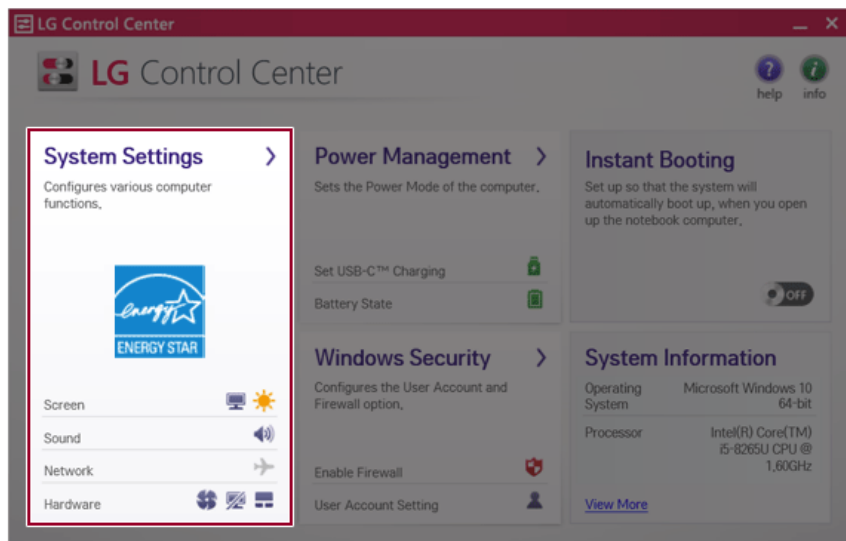 LG Control Center
LG Control Center
help
info
System Settings
Configures various computer
functions.
energy
ENERGY STAR
Screen
Sound
Network
Hardware
Power Management
Sets the Power Mode of the computer.
Set USB-C™ Charging
Battery State
Instant Booting
Set up so that the system will
automatically boot up, when you open
up the notebook computer.
OFF
Windows Security
Configures the User Account and
Firewall option.
Enable Firewall
User Account Setting
System Information
Operating System
Microsoft Windows 10
64-bit
Processor
Intel(R) Core(TM)
i5-8265U CPU @
1.60GHz
View More